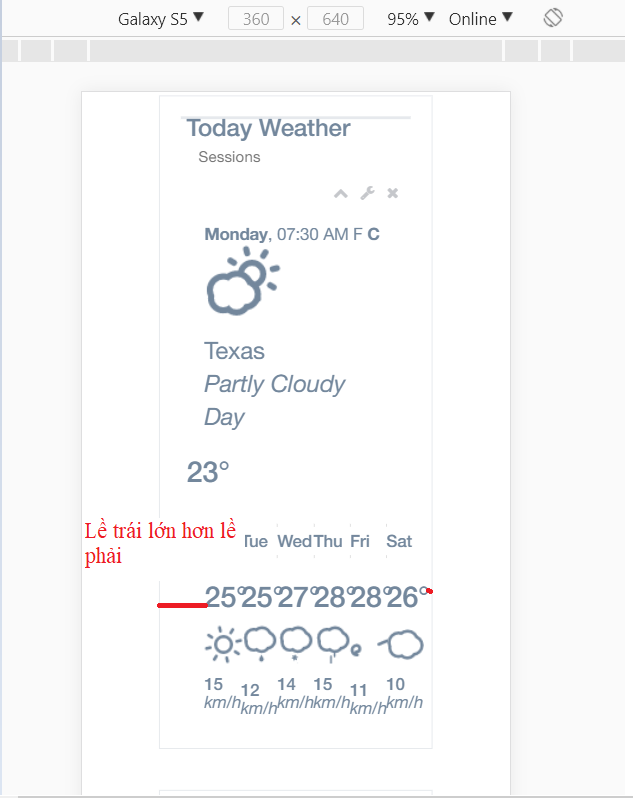 Galaxy S5 ▼ 360 × 640 95% ▼ Online ▼
Today Weather
Sessions
Monday, 07:30 AM F C
Texas
Partly Cloudy
Day
23°
Lề trái lớn hơn lề
phải
Tue Wed Thu Fri Sat
25° 25° 27° 28° 28° 26°
15 12 14 15 11 10
km/h km/h km/h km/h km/h km/h